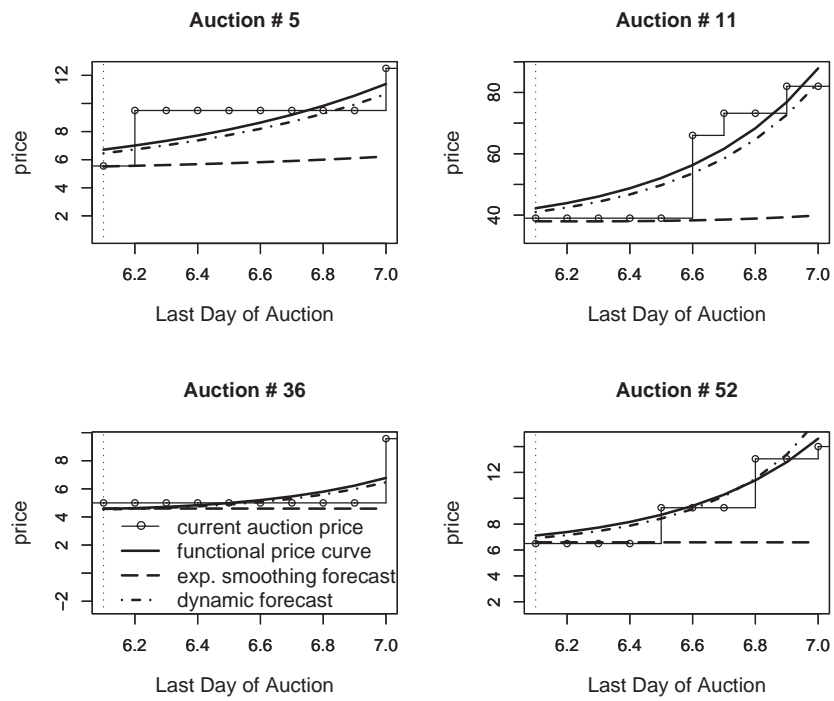 Auction # 5
price
12
10
8
6
4
2
6.2 6.4 6.6 6.8 7.0
Last Day of Auction
Auction # 11
price
80
60
40
6.2 6.4 6.6 6.8 7.0
Last Day of Auction
Auction # 36
price
8
6
4
2
−2
current auction price
functional price curve
exp. smoothing forecast
dynamic forecast
6.2 6.4 6.6 6.8 7.0
Last Day of Auction
Auction # 52
price
12
8
6
4
2
6.2 6.4 6.6 6.8 7.0
Last Day of Auction